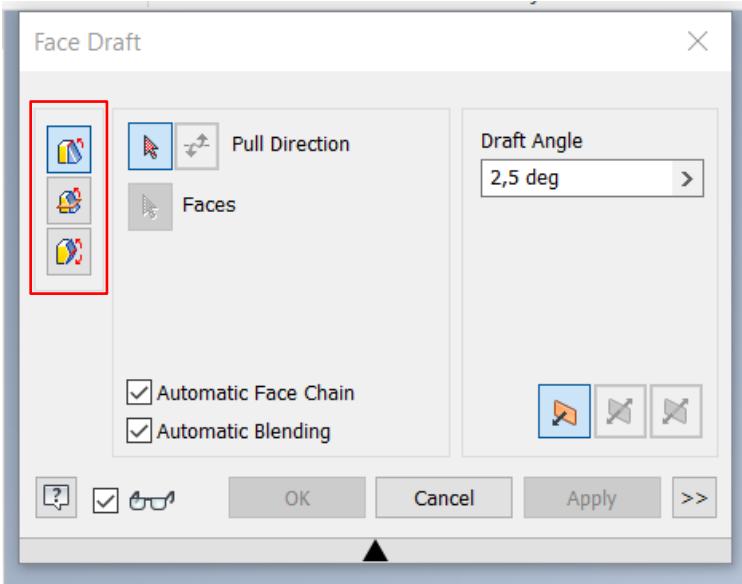 Face Draft
Pull Direction
Faces
Automatic Face Chain
Automatic Blending
Draft Angle
2,5 deg
>
?
OK
Cancel
Apply
>>